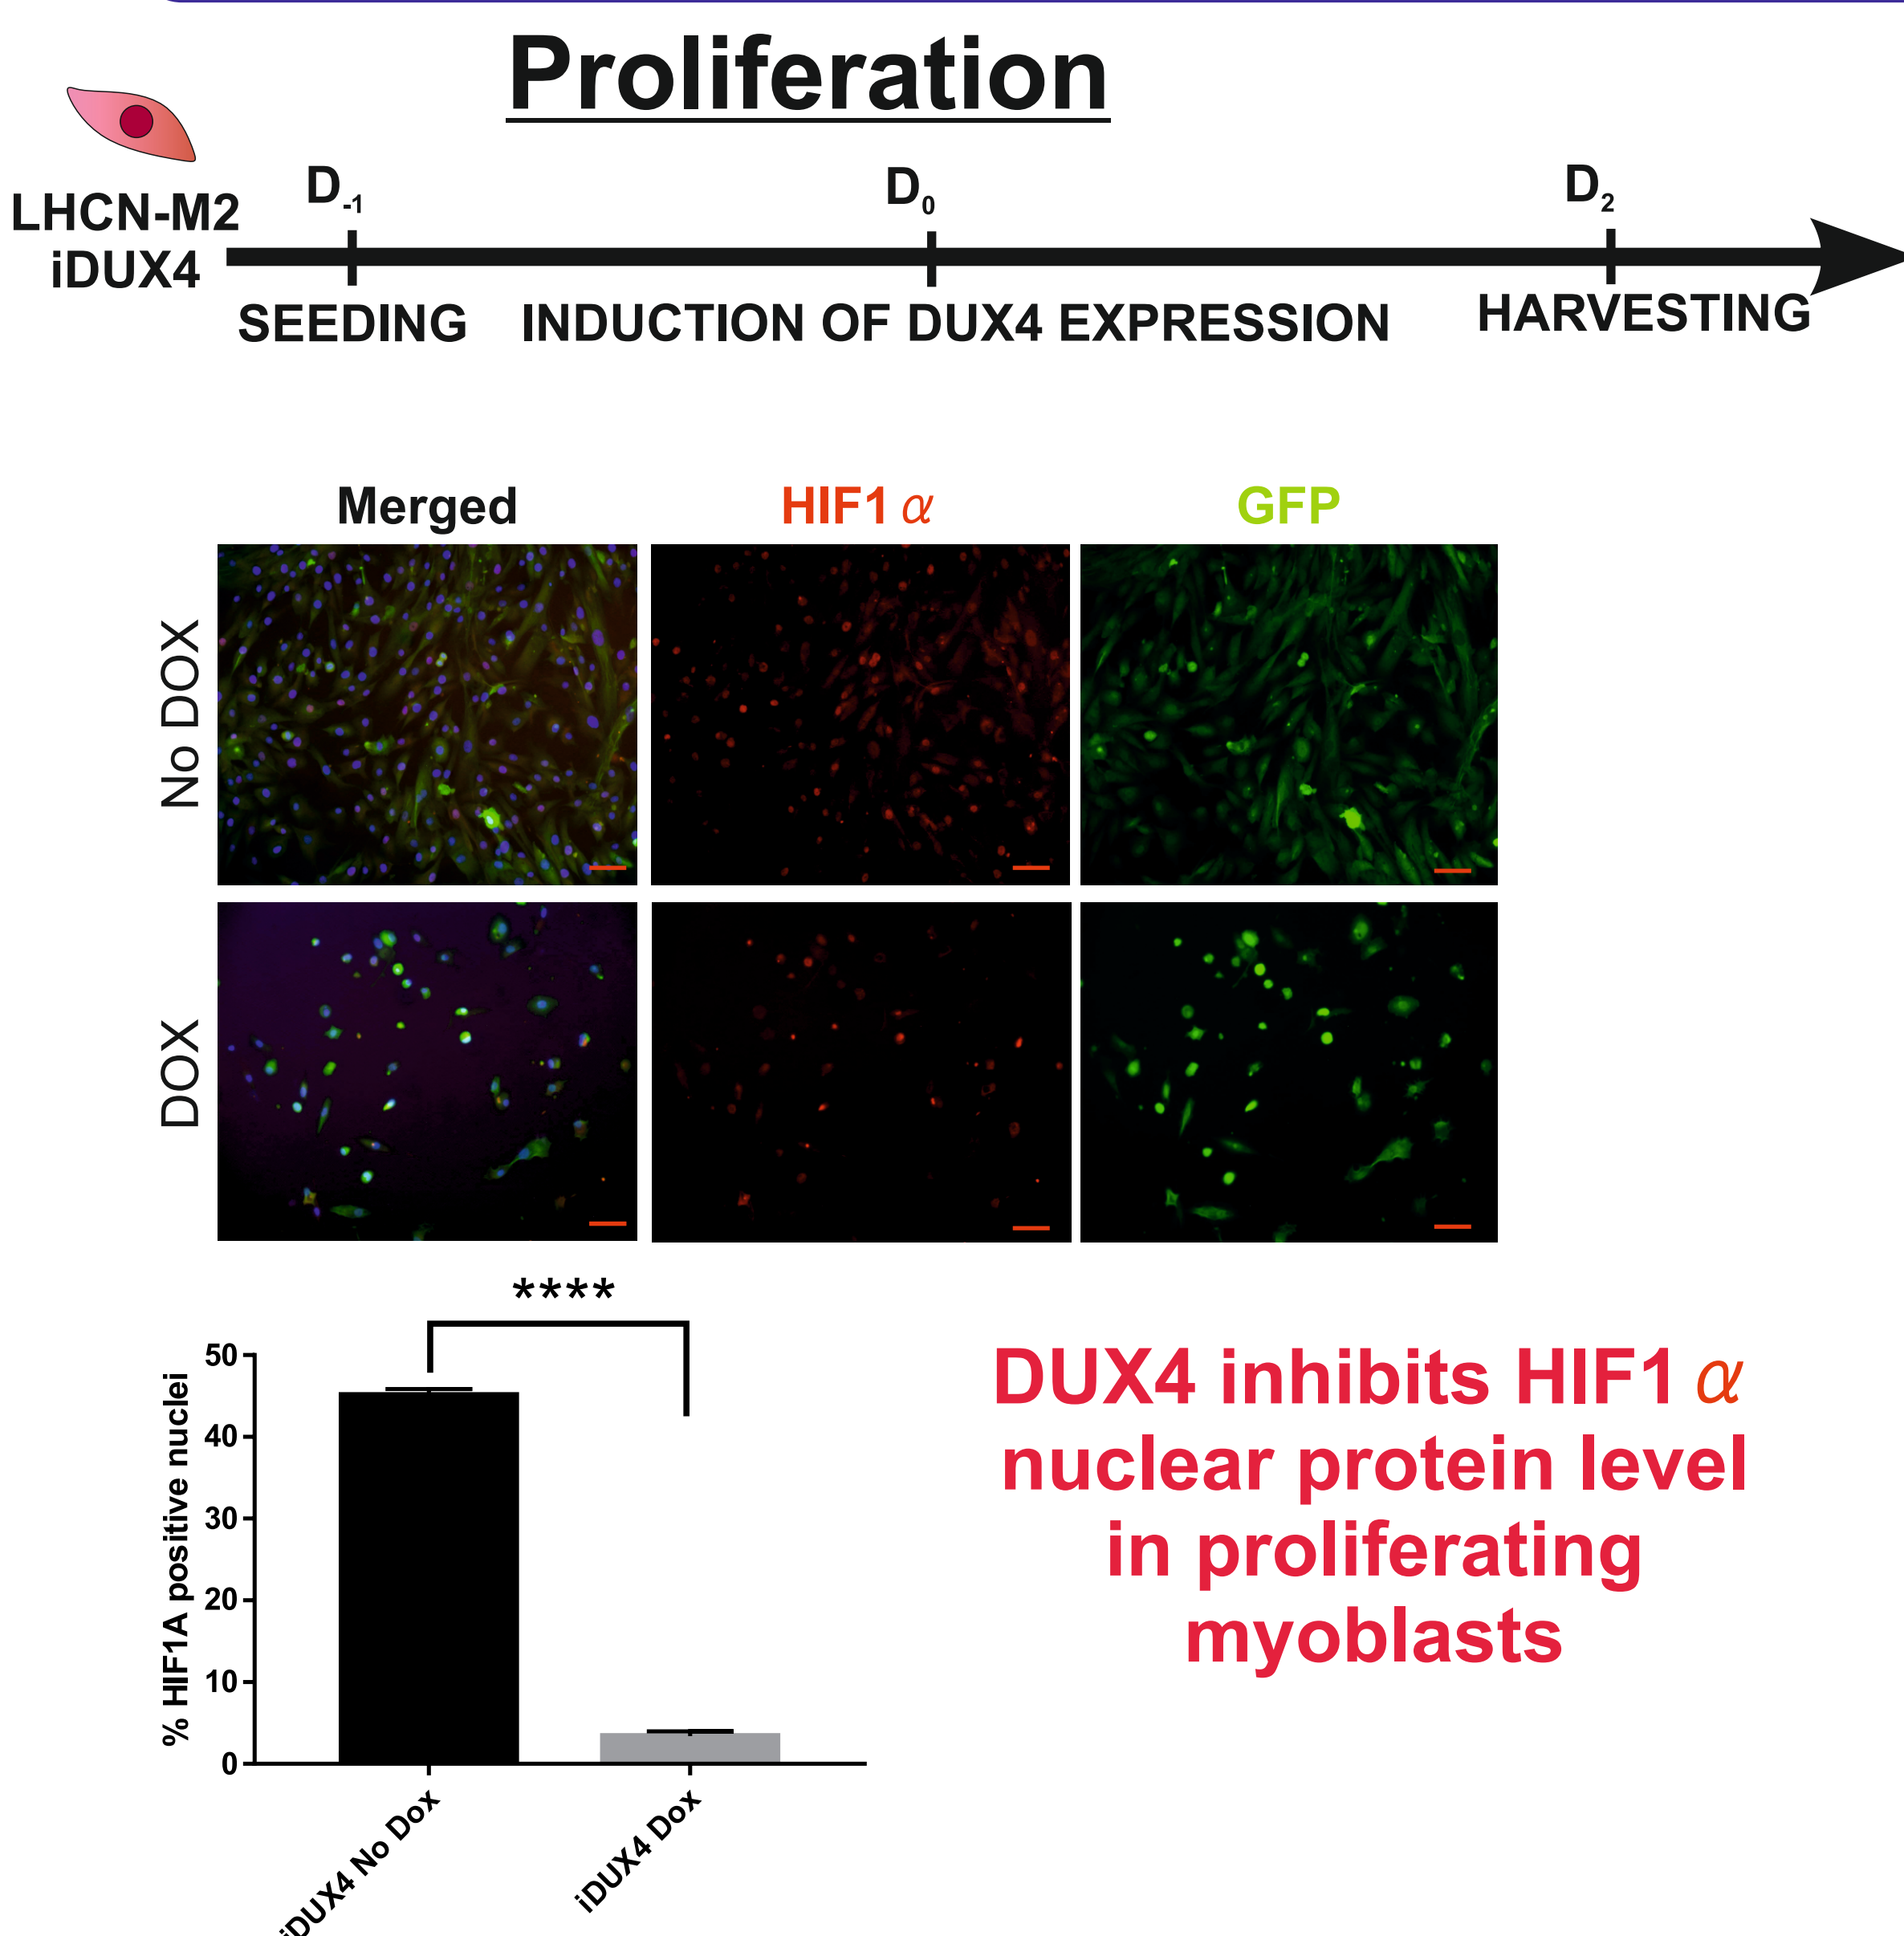 Proliferation
LHCN-M2
iDUX4
D-1
D0
D2
SEEDING
INDUCTION OF DUX4 EXPRESSION
HARVESTING
Merged
HIF1 α
GFP
No DOX
DOX
****
% HIF1A positive nuclei
50
40
30
20
10
0
iDUX4 No Dox
iDUX4 Dox
DUX4 inhibits HIF1 α
nuclear protein level
in proliferating
myoblasts